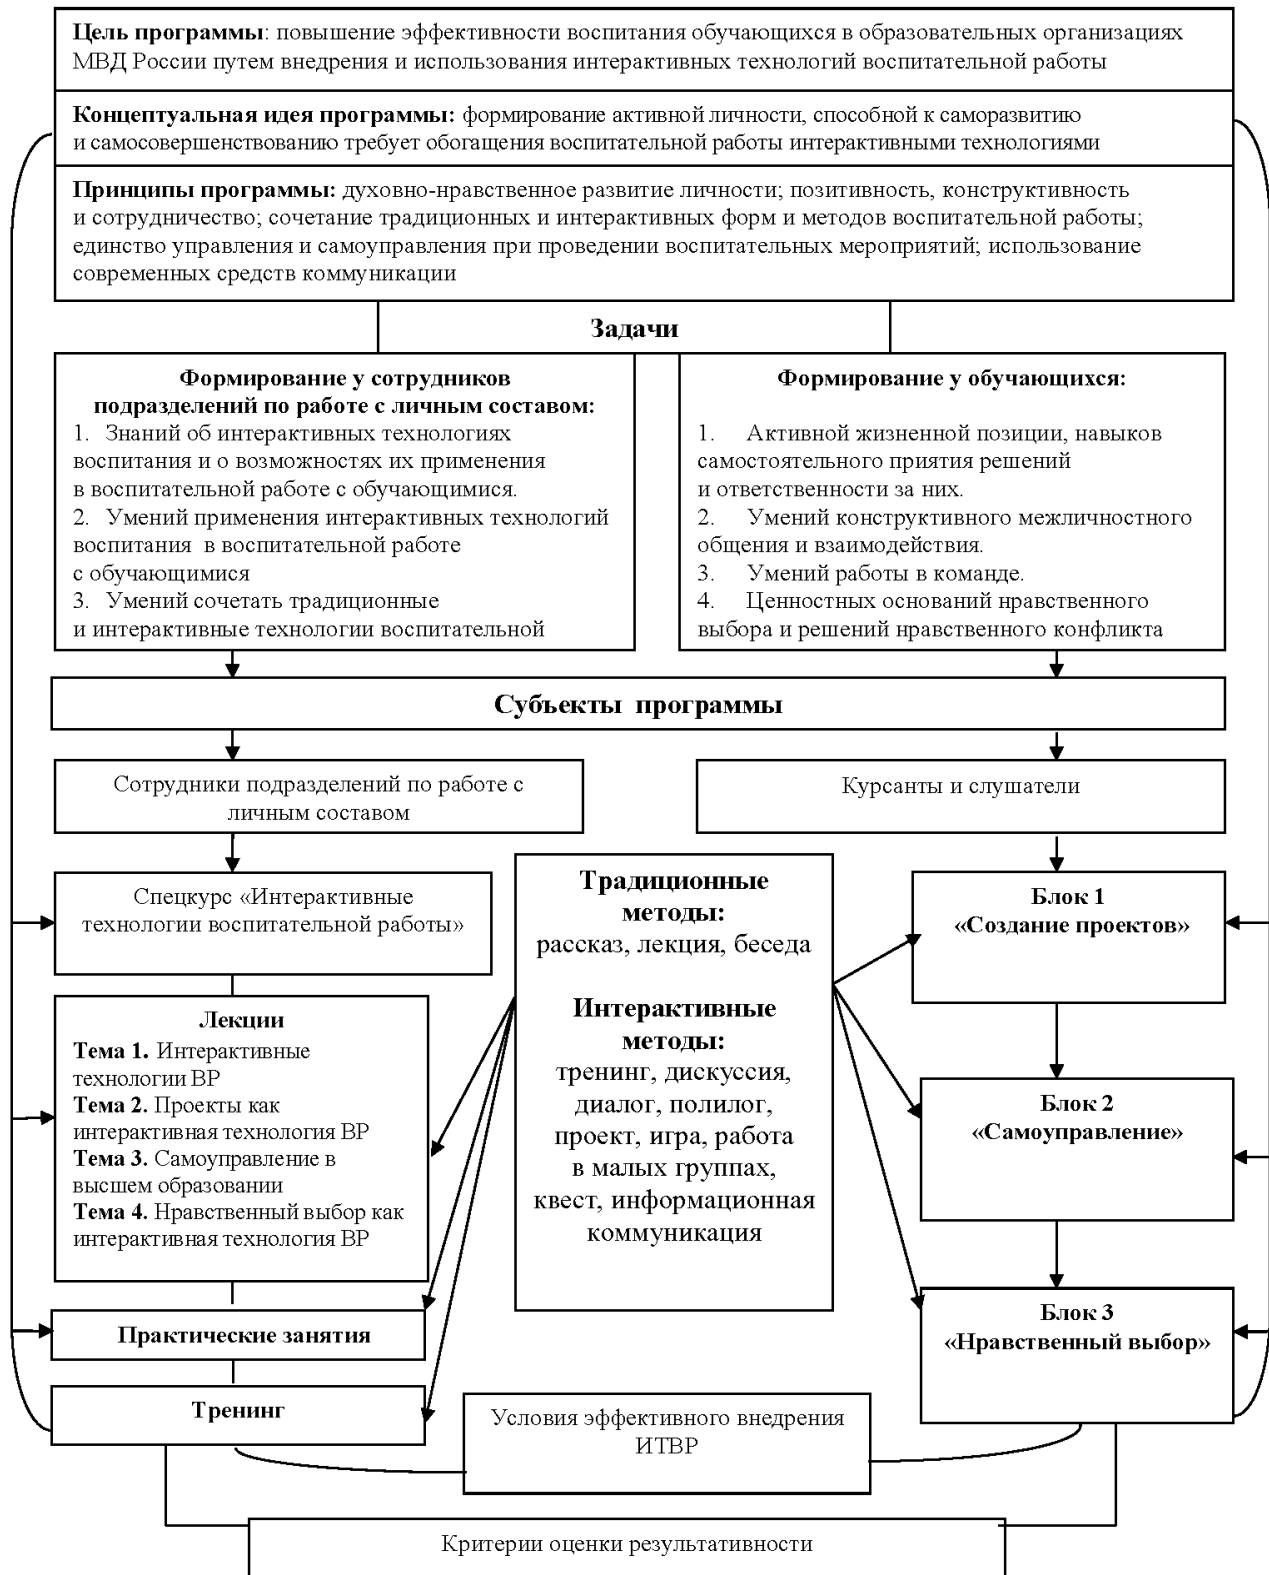 Цель программы: повышение эффективности воспитания обучающихся в образовательных организациях
МВД России путем внедрения и использования интерактивных технологий воспитательной работы
Концептуальная идея программы: формирование активной личности, способной к саморазвитию
и самосовершенствованию требует обогащения воспитательной работы интерактивными технологиями
Принципы программы: духовно-нравственное развитие личности; позитивность, конструктивность
и сотрудничество; сочетание традиционных и интерактивных форм и методов воспитательной работы;
единство управления и самоуправления при проведении воспитательных мероприятий; использование
современных средств коммуникации
Задачи
Формирование у сотрудников
подразделений по работе с личным составом:
1. Знаний об интерактивных технологиях
воспитания и о возможностях их применения
в воспитательной работе с обучающимися.
2. Умений применения интерактивных технологий
воспитания в воспитательной работе
с обучающимися
3. Умений сочетать традиционные
и интерактивные технологии воспитательной
Формирование у обучающихся:
1. Активной жизненной позиции, навыков
самостоятельного приятия решений
и ответственности за них.
2. Умений конструктивного межличностного
общения и взаимодействия.
3. Умений работы в команде.
4. Ценностных оснований нравственного
выбора и решений нравственного конфликта
Субъекты программы
Сотрудники подразделений по работе с
личным составом
Курсанты и слушатели
Спецкурс «Интерактивные
технологии воспитательной работы»
Лекции
Тема 1. Интерактивные
технологии ВР
Тема 2. Проекты как
интерактивная технология ВР
Тема 3. Самоуправление в
высшем образовании
Тема 4. Нравственный выбор как
интерактивная технология ВР
Практические занятия
Тренинг
Традиционные
методы:
рассказ, лекция, беседа
Интерактивные
методы:
тренинг, дискуссия,
диалог, полилог,
проект, игра, работа
в малых группах,
квест, информационная
коммуникация
Блок 1
«Создание проектов»
Блок 2
«Самоуправление»
Блок 3
«Нравственный выбор»
Условия эффективного внедрения
ИТВР
Критерии оценки результативности